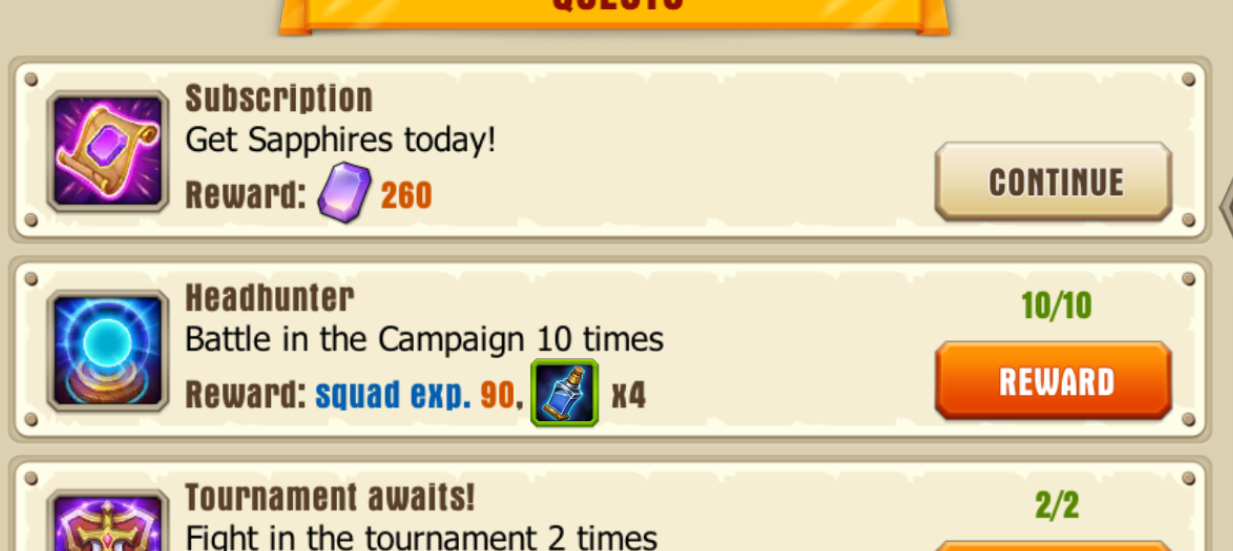 QUESTS
Subscription
Get Sapphires today!
Reward: 260
CONTINUE
Headhunter
Battle in the Campaign 10 times
Reward: squad exp. 90, x4
10/10
REWARD
Tournament awaits!
Fight in the tournament 2 times
2/2